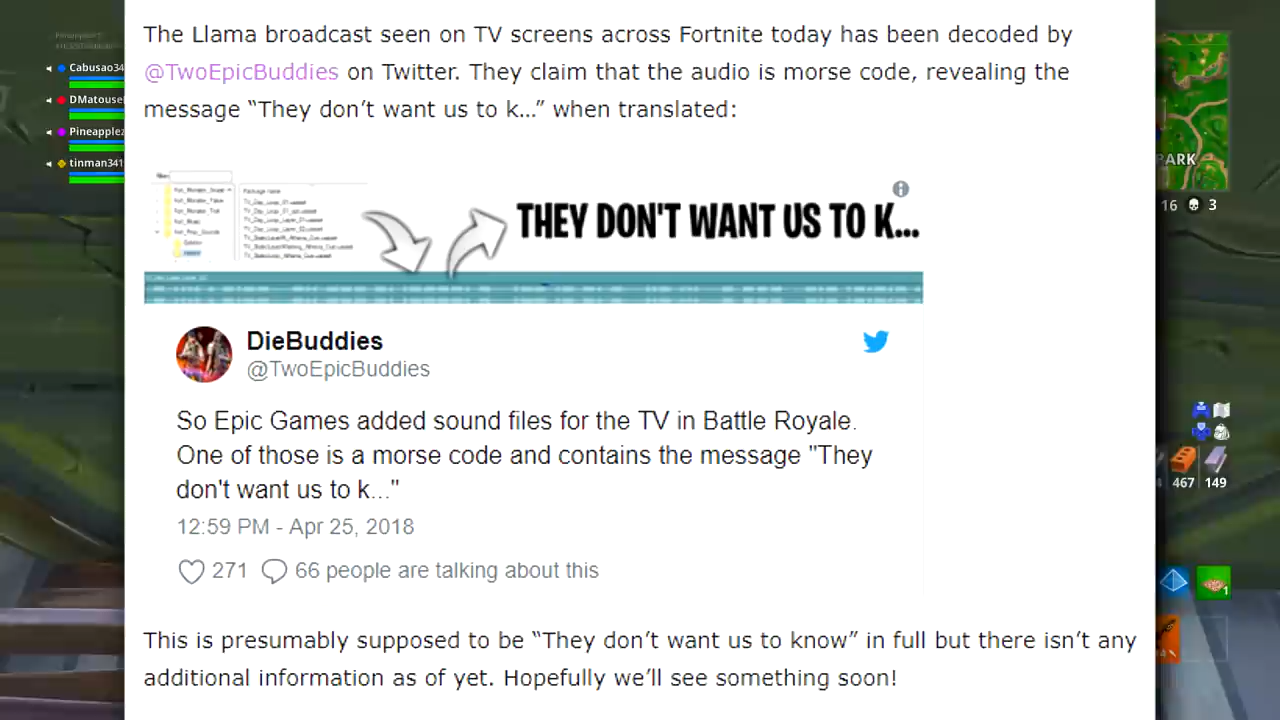 The Llama broadcast seen on TV screens across Fortnite today has been decoded by
@TwoEpicBuddies on Twitter. They claim that the audio is morse code, revealing the
message “They don’t want us to k…” when translated:
Cabusao34
DMatouse
Pineapplez
tinman341
PARK
16 3
Package Name
THEY DON'T WANT US TO K...
DieBuddies
@TwoEpicBuddies
So Epic Games added sound files for the TV in Battle Royale.
One of those is a morse code and contains the message "They
don't want us to k..."
12:59 PM - Apr 25, 2018
271 66 people are talking about this
467 149
1
This is presumably supposed to be “They don’t want us to know” in full but there isn’t any
additional information as of yet. Hopefully we’ll see something soon!